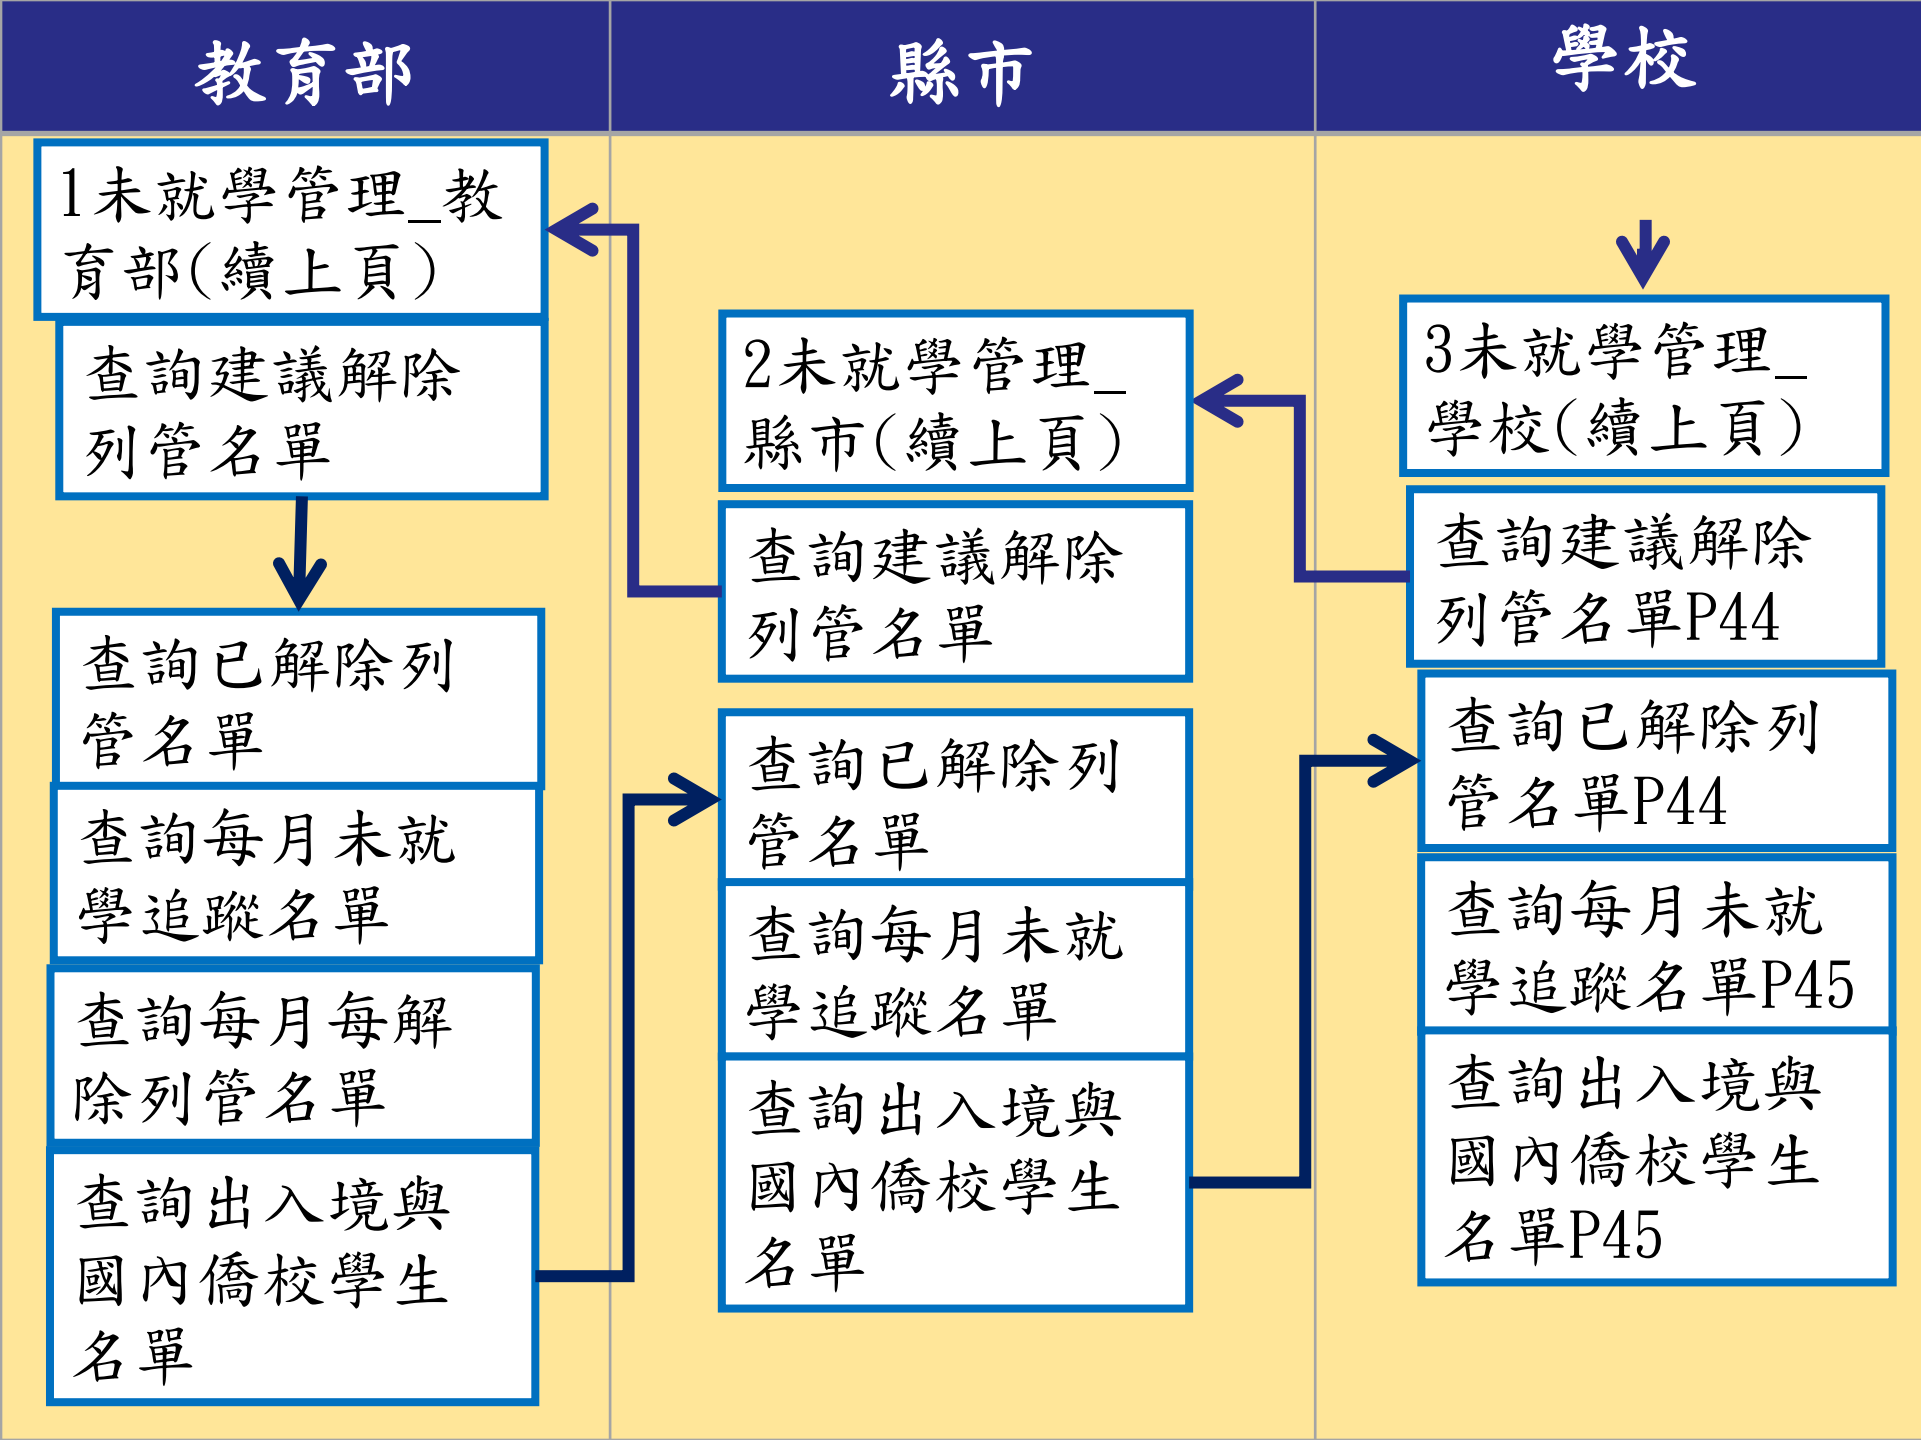 教育部
縣市
學校
1未就學管理_教
育部(續上頁)
查詢建議解除
列管名單
查詢已解除列
管名單
查詢每月未就
學追蹤名單
查詢每月每解
除列管名單
查詢出入境與
國內僑校學生
名單
2未就學管理_
縣市(續上頁)
查詢建議解除
列管名單
查詢已解除列
管名單
查詢每月未就
學追蹤名單
查詢出入境與
國內僑校學生
名單
3未就學管理_
學校(續上頁)
查詢建議解除
列管名單P44
查詢已解除列
管名單P44
查詢每月未就
學追蹤名單P45
查詢出入境與
國內僑校學生
名單P45